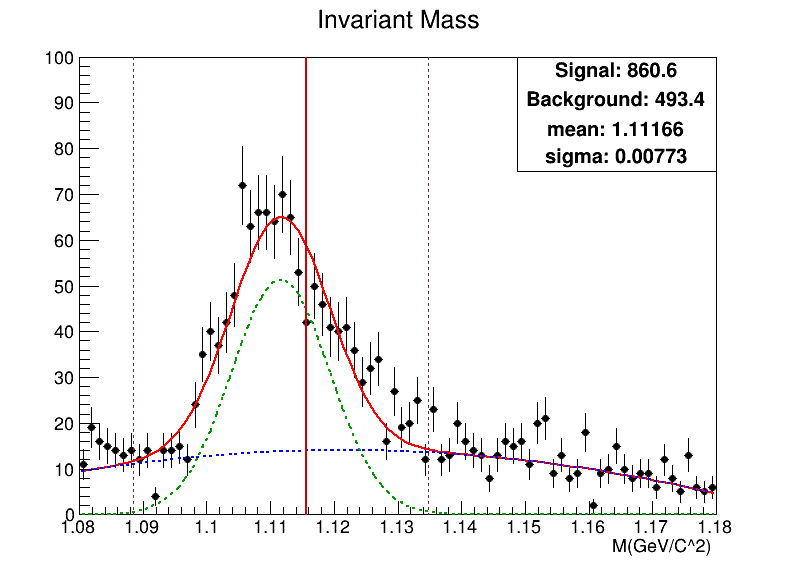 Invariant Mass
Signal: 860.6
Background: 493.4
mean: 1.11166
sigma: 0.00773
100
90
80
70
60
50
40
30
20
10
0
1.08 1.09 1.1 1.11 1.12 1.13 1.14 1.15 1.16 1.17 1.18
M(GeV/C^2)